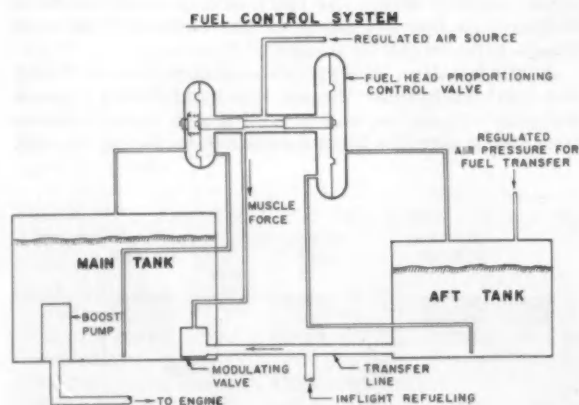 FUEL CONTROL SYSTEM
REGULATED AIR SOURCE
FUEL HEAD PROPORTIONING
CONTROL VALVE
REGULATED
AIR PRESSURE FOR
FUEL TRANSFER
MUSCLE
FORCE
MAIN TANK
AFT TANK
BOOST
PUMP
MODULATING
VALVE
TRANSFER
LINE
TO ENGINE
INFLIGHT REFUELING